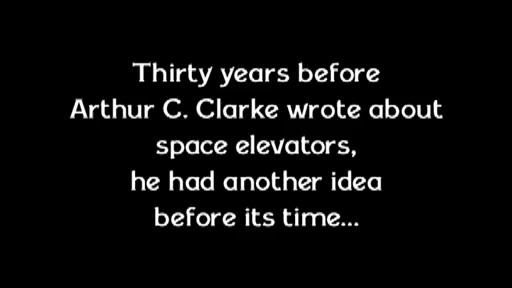 Thirty years before
Arthur C. Clarke wrote about
space elevators,
he had another idea
before its time...